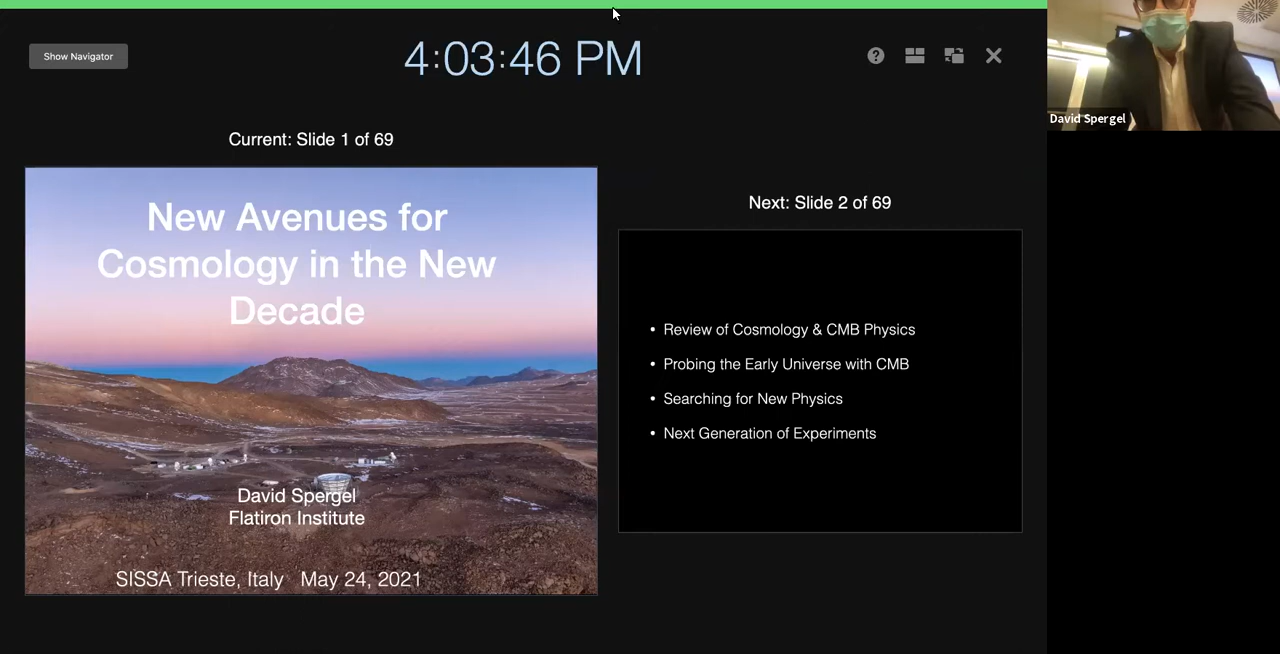 Show Navigator
4:03:46 PM
?
David Spergel
Current: Slide 1 of 69
New Avenues for
Cosmology in the New
Decade
David Spergel
Flatiron Institute
SISSA Trieste, Italy May 24, 2021
Next: Slide 2 of 69
• Review of Cosmology & CMB Physics
• Probing the Early Universe with CMB
• Searching for New Physics
• Next Generation of Experiments